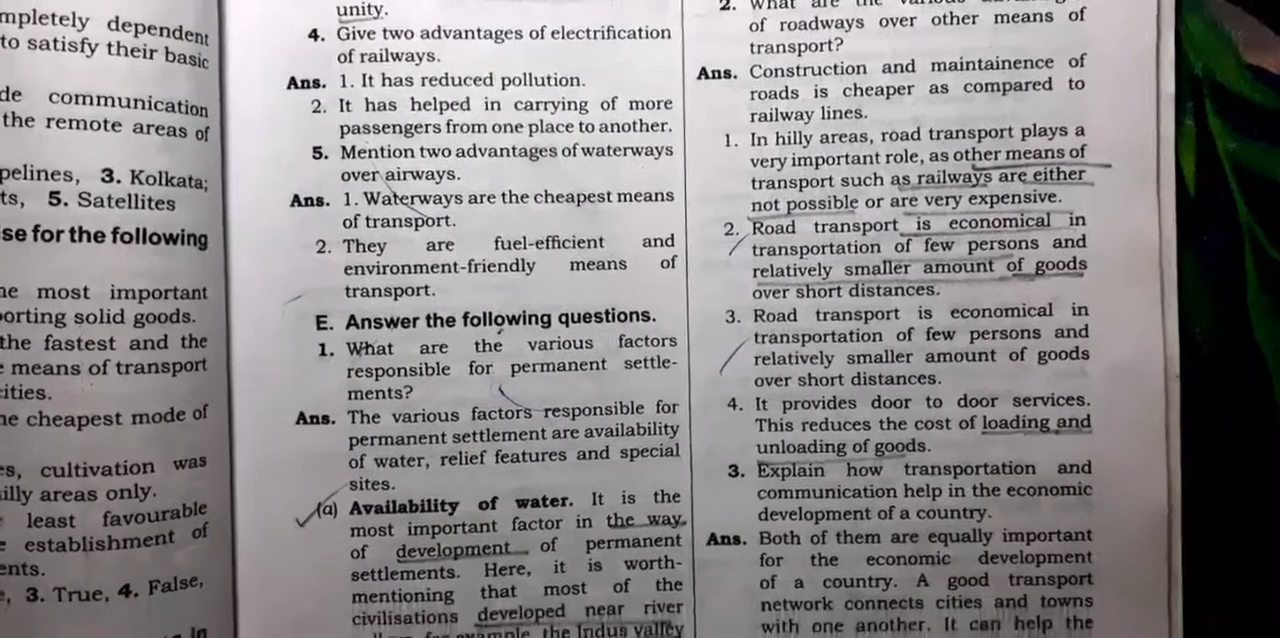 mpletely dependent
to satisfy their basic
de communication
the remote areas of
pelines, 3. Kolkata;
ts, 5. Satellites
se for the following
ne most important
orting solid goods.
the fastest and the
e means of transport
cities.
ne cheapest mode of
es, cultivation was
illy areas only.
least favourable
e establishment of
ents.
e, 3. True, 4. False,
in
unity.
4. Give two advantages of electrification
of railways.
Ans. 1. It has reduced pollution.
2. It has helped in carrying of more
passengers from one place to another.
5. Mention two advantages of waterways
over airways.
Ans. 1. Waterways are the cheapest means
of transport.
2. They are fuel-efficient and
environment-friendly means of
transport.
E. Answer the following questions.
1. What are the various factors
responsible for permanent settle-
ments?
Ans. The various factors responsible for
permanent settlement are availability
of water, relief features and special
sites.
(a) Availability of water. It is the
most important factor in the way
of development of permanent
settlements. Here, it is worth-
mentioning that most of the
civilisations developed near river
example the Indus valley
2. What are the various
of roadways over other means of
transport?
Ans. Construction and maintainence of
roads is cheaper as compared to
railway lines.
1. In hilly areas, road transport plays a
very important role, as other means of
transport such as railways are either
not possible or are very expensive.
2. Road transport is economical in
transportation of few persons and
relatively smaller amount of goods
over short distances.
3. Road transport is economical in
transportation of few persons and
relatively smaller amount of goods
over short distances.
4. It provides door to door services.
This reduces the cost of loading and
unloading of goods.
3. Explain how transportation and
communication help in the economic
development of a country.
Ans. Both of them are equally important
for the economic development
of a country. A good transport
network connects cities and towns
with one another. It can help the